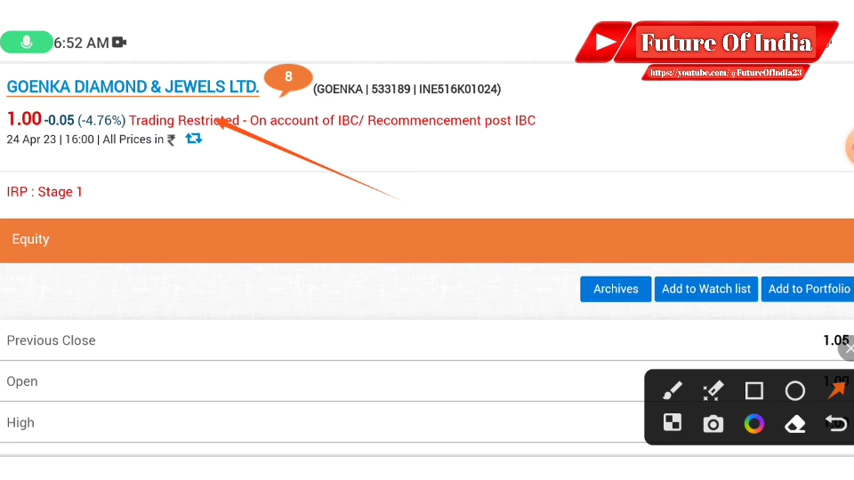 6:52 AM
Future Of India
https://youtube.com/@FutureOfIndia23
GOENKA DIAMOND & JEWELS LTD.
8
(GOENKA | 533189 | INE516K01024)
1.00 -0.05 (-4.76%) Trading Restricted - On account of IBC/ Recommencement post IBC
24 Apr 23 | 16:00 | All Prices in ₹
IRP : Stage 1
Equity
Archives
Add to Watch list
Add to Portfolio
Previous Close 1.05
Open 1.00
High